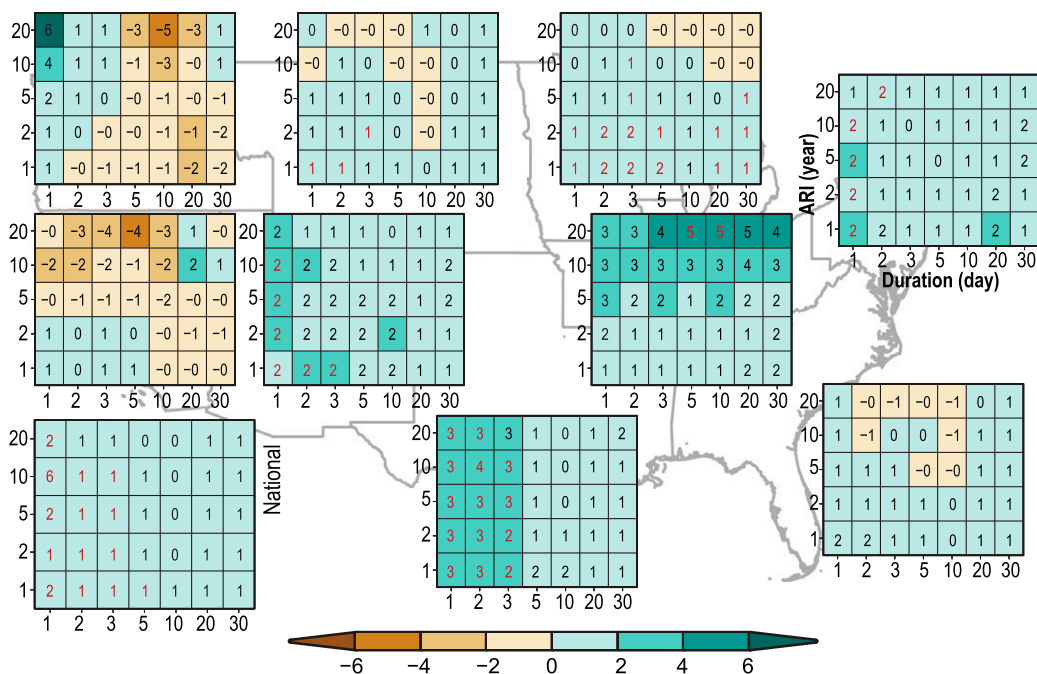 20 6 1 1 −3 −5 −3 1
10 4 1 1 −1 −3 −0 1
5 2 1 0 −0 −1 −0 −1
2 1 0 −0 −0 −1 −1 −2
1 1 −0 −1 −1 −1 −2 −2
1 2 3 5 10 20 30
20 0 −0 −0 −0 1 0 1
10 −0 1 0 −0 −0 0 1
5 1 1 1 0 −0 0 1
2 1 1 1 0 −0 1 1
1 1 1 1 1 0 1 1
1 2 3 5 10 20 30
20 0 0 0 −0 −0 −0 −0
10 0 1 1 0 0 −0 −0
5 1 1 1 1 1 0 1
2 1 2 2 1 1 1 1
1 1 2 2 2 1 1 1
1 2 3 5 10 20 30
ARI (year)
20 1 2 1 1 1 1 1
10 2 1 0 1 1 1 2
5 2 1 1 0 1 1 2
2 2 1 1 1 1 2 1
1 2 2 1 1 1 2 1
1 2 3 5 10 20 30
Duration (day)
20 −0 −3 −4 −4 −3 1 −0
10 −2 −2 −2 −1 −2 2 1
5 −0 −1 −1 −1 −2 −0 −0
2 1 0 1 0 −0 −1 −1
1 1 0 1 1 −0 −0 −0
1 2 3 5 10 20 30
20 2 1 1 1 0 1 1
10 2 2 2 1 1 1 2
5 2 2 2 2 2 1 2
2 2 2 2 2 2 1 1
1 2 2 2 2 2 1 1
1 2 3 5 10 20 30
20 3 3 4 5 5 5 4
10 3 3 3 3 3 4 3
5 3 2 2 1 2 2 2
2 2 1 1 1 1 1 1
1 1 1 1 1 1 2 2
1 2 3 5 10 20 30
20 1 −0 −1 −0 −1 0 1
10 1 −1 0 0 −1 1 1
5 1 1 1 −0 −0 1 1
2 1 1 1 1 0 1 1
1 2 2 1 1 0 1 1
1 2 3 5 10 20 30
20 2 1 1 0 0 1 1
10 6 1 1 1 0 1 1
5 2 1 1 1 0 1 1
2 1 1 1 1 0 1 1
1 2 1 1 1 1 1 1
1 2 3 5 10 20 30
National
20 3 3 3 1 0 1 2
10 3 4 3 1 0 1 1
5 3 3 3 1 1 1 1
2 3 3 2 1 1 1 1
1 3 3 2 2 2 1 1
1 2 3 5 10 20 30
−6 −4 −2 0 2 4 6